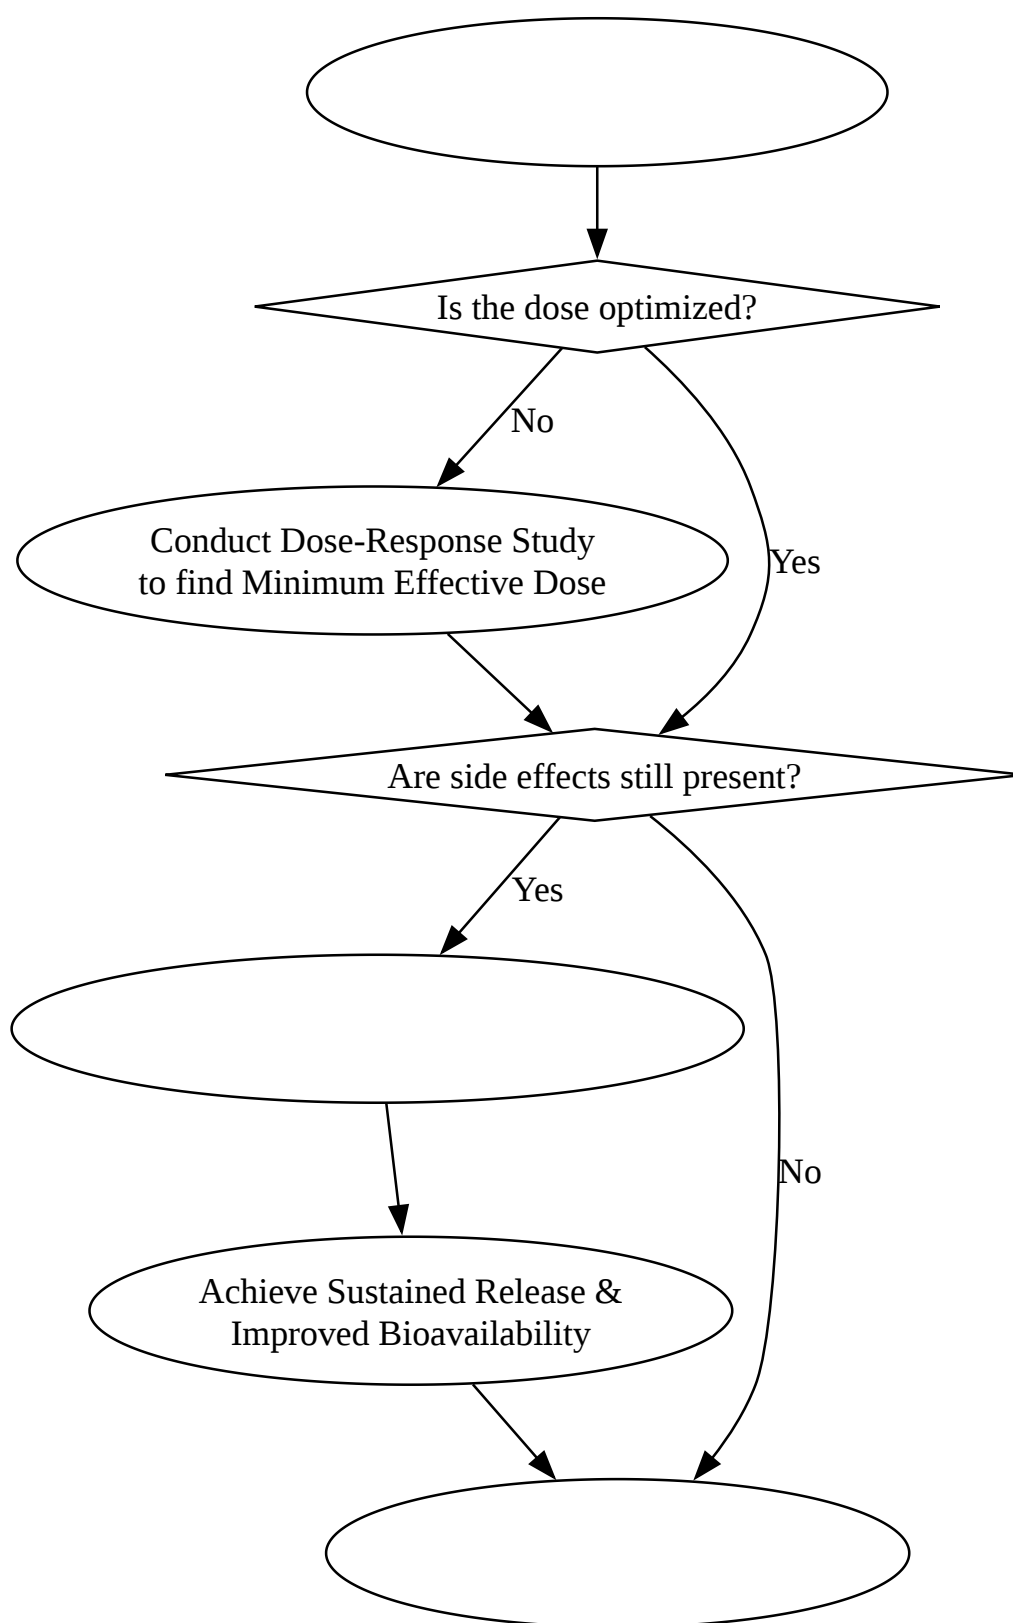 Is the dose optimized?
No
Conduct Dose-Response Study
to find Minimum Effective Dose
Yes
Are side effects still present?
Yes
No
Achieve Sustained Release &
Improved Bioavailability